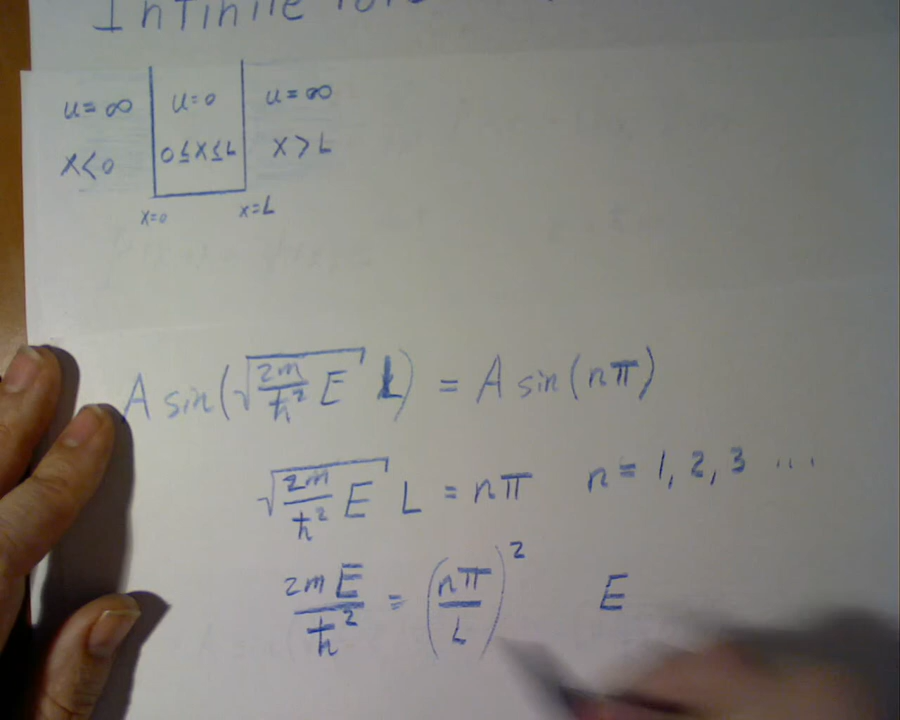 Infinite
u=∞ u=0 u=∞
x<0 0≤x≤L x>L
x=0 x=L
A sin(√(2m/ħ² E) L) = A sin(nπ)
√(2m/ħ² E) L = nπ n = 1, 2, 3 ...
2mE/ħ² = (nπ/L)² E